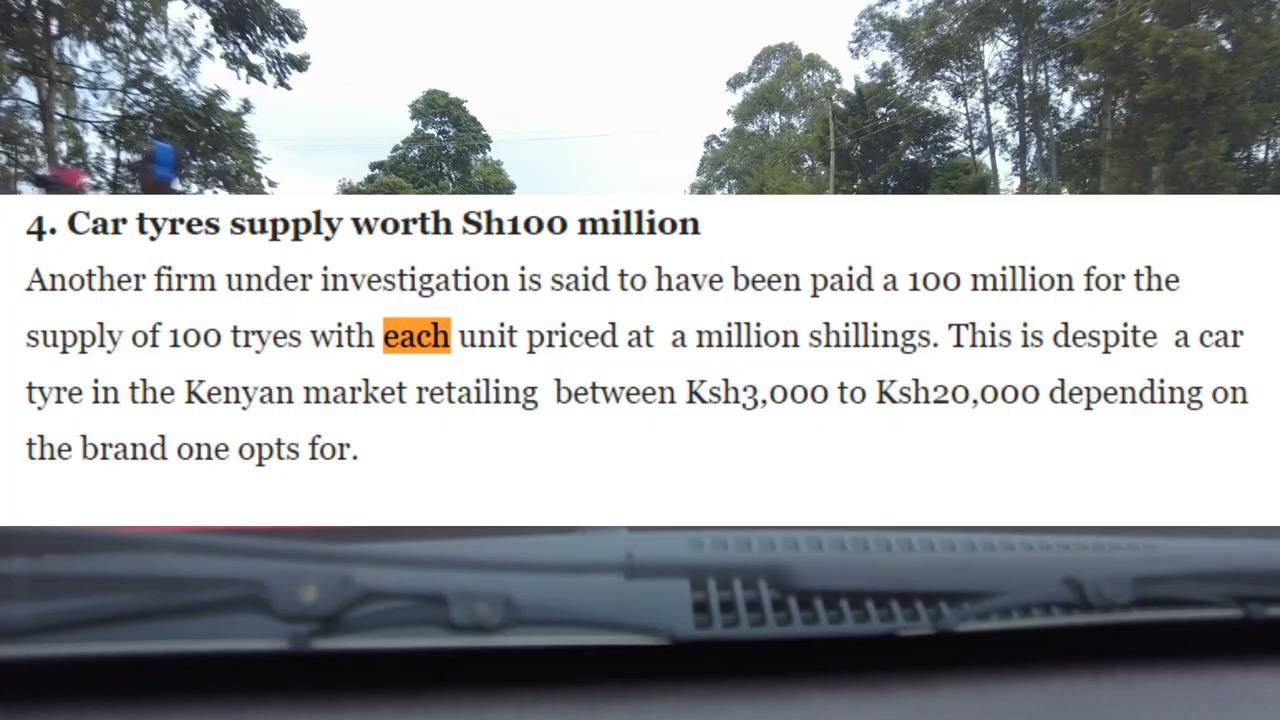 4. Car tyres supply worth Sh100 million
Another firm under investigation is said to have been paid a 100 million for the
supply of 100 tryes with each unit priced at a million shillings. This is despite a car
tyre in the Kenyan market retailing between Ksh3,000 to Ksh20,000 depending on
the brand one opts for.